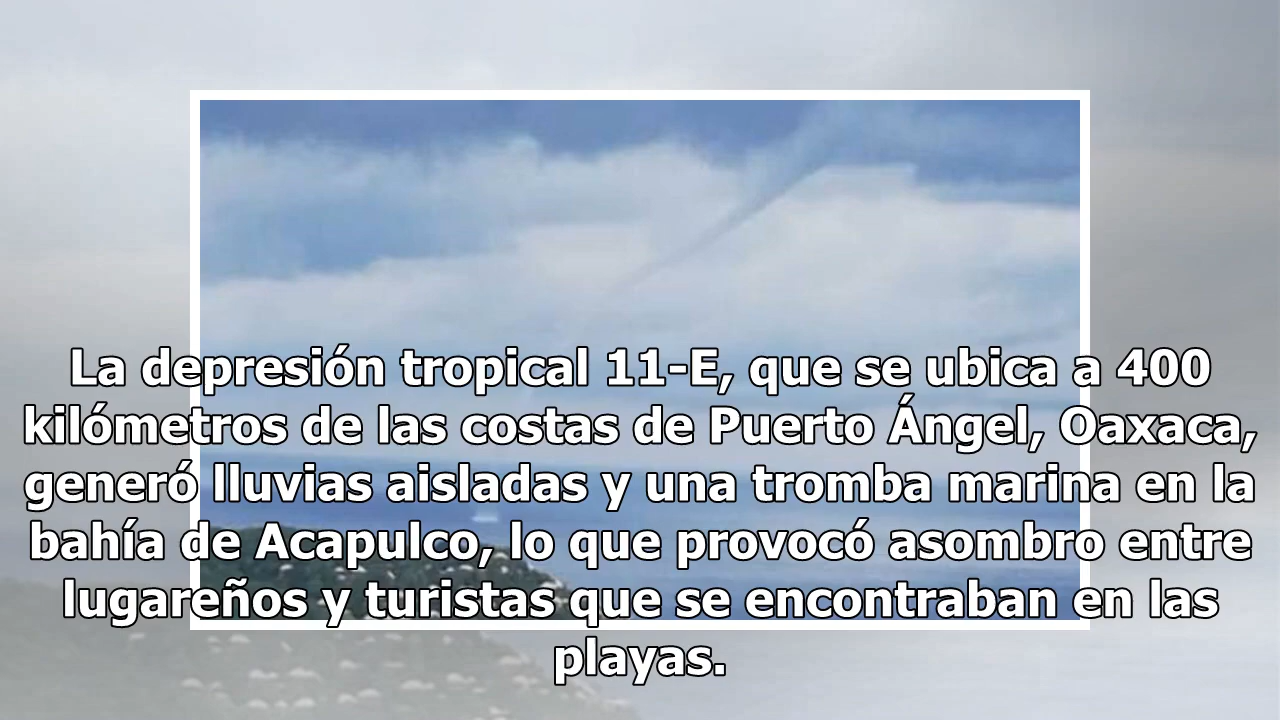 La depresión tropical 11-E, que se ubica a 400
kilómetros de las costas de Puerto Ángel, Oaxaca,
generó lluvias aisladas y una tromba marina en la
bahía de Acapulco, lo que provocó asombro entre
lugareños y turistas que se encontraban en las
playas.